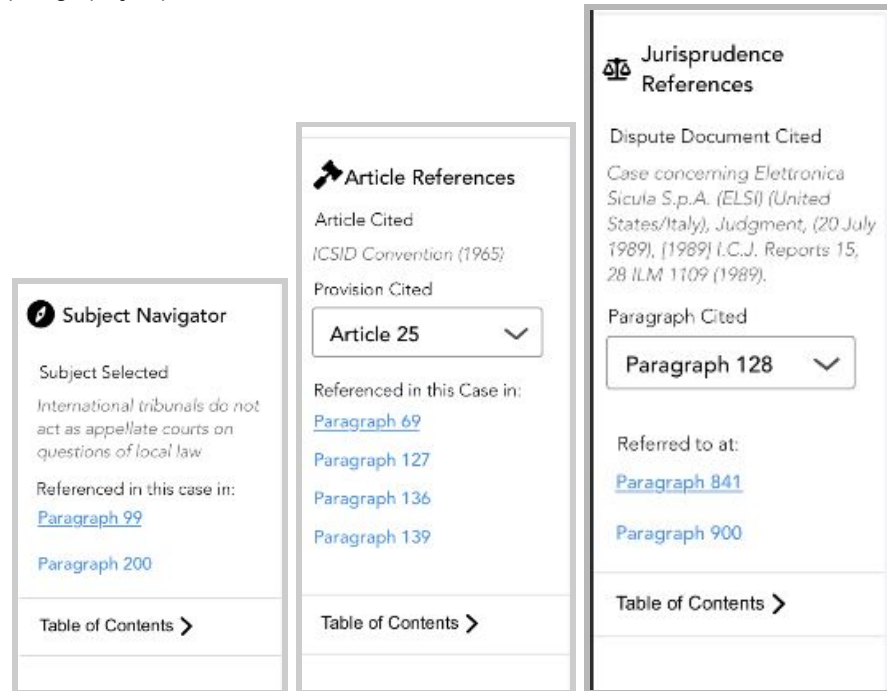 Subject Navigator
Subject Selected
International tribunals do not
act as appellate courts on
questions of local law
Referenced in this case in:
Paragraph 99
Paragraph 200
Table of Contents
Article References
Article Cited
ICSID Convention (1965)
Provision Cited
Article 25
Referenced in this Case in:
Paragraph 69
Paragraph 127
Paragraph 136
Paragraph 139
Table of Contents
Jurisprudence
References
Dispute Document Cited
Case concerning Elettronica
Sicula S.p.A. (ELSI) (United
States/Italy), Judgment, (20 July
1989), [1989] I.C.J. Reports 15,
28 ILM 1109 (1989).
Paragraph Cited
Paragraph 128
Referred to at:
Paragraph 841
Paragraph 900
Table of Contents